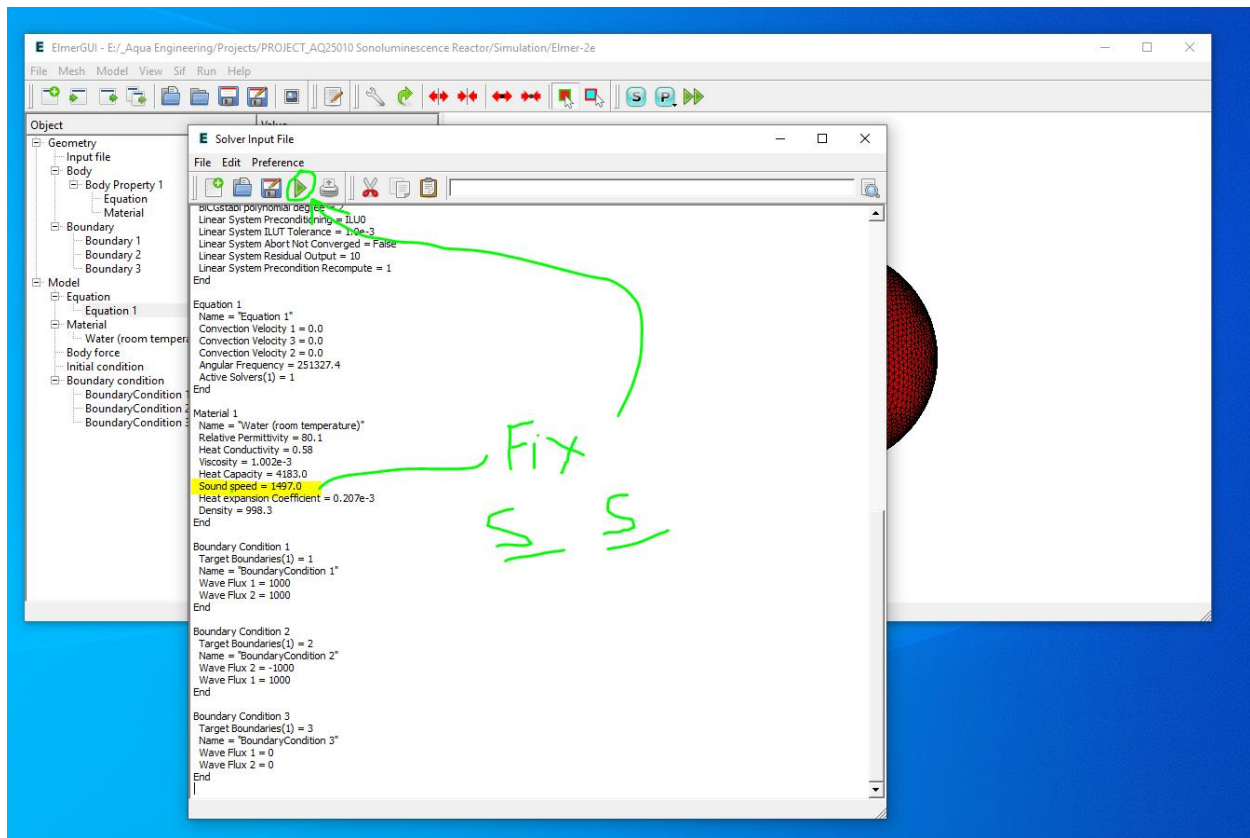 E ElmerGUI - E:/_Aqua Engineering/Projects/PROJECT_AQ25010 Sonoluminescence Reactor/Simulation/Elmer-2e
File Mesh Model View Sif Run Help
S P
Object Value
Geometry
Input file
Body
Body Property 1
Equation
Material
Boundary
Boundary 1
Boundary 2
Boundary 3
Model
Equation
Equation 1
Material
Water (room tempera
Body force
Initial condition
Boundary condition
BoundaryCondition 1
BoundaryCondition 2
BoundaryCondition 3
E Solver Input File
File Edit Preference
BiCGstabl polynomial degree = 2
Linear System Preconditioning = ILU0
Linear System ILUT Tolerance = 1.0e-3
Linear System Abort Not Converged = False
Linear System Residual Output = 10
Linear System Precondition Recompute = 1
End
Equation 1
Name = "Equation 1"
Convection Velocity 1 = 0.0
Convection Velocity 3 = 0.0
Convection Velocity 2 = 0.0
Angular Frequency = 251327.4
Active Solvers(1) = 1
End
Material 1
Name = "Water (room temperature)"
Relative Permittivity = 80.1
Heat Conductivity = 0.58
Viscosity = 1.002e-3
Heat Capacity = 4183.0
Sound speed = 1497.0
Heat expansion Coefficient = 0.207e-3
Density = 998.3
End
Boundary Condition 1
Target Boundaries(1) = 1
Name = "BoundaryCondition 1"
Wave Flux 1 = 1000
Wave Flux 2 = 1000
End
Boundary Condition 2
Target Boundaries(1) = 2
Name = "BoundaryCondition 2"
Wave Flux 2 = -1000
Wave Flux 1 = 1000
End
Boundary Condition 3
Target Boundaries(1) = 3
Name = "BoundaryCondition 3"
Wave Flux 1 = 0
Wave Flux 2 = 0
End
Fix
S S